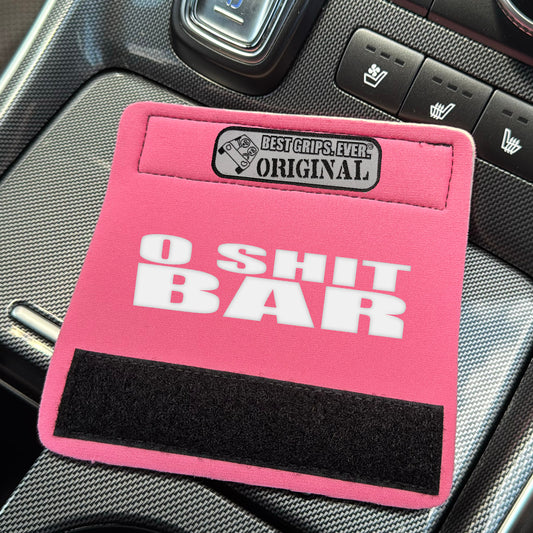 BEST GRIPS. EVER.®
ORIGINAL
O SHIT
BAR